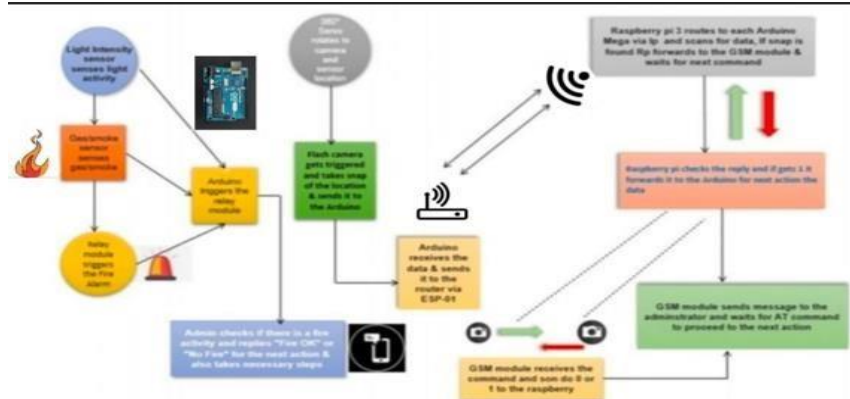 Light Intensity
sensor
senses light
activity
Gas/smoke
sensor
senses
gas/smoke
Relay
module
triggers
the Fire
Alarm
Arduino
triggers the
relay
module
360°
Servo
rotates to
camera
and
sensor
location
Flash camera
gets triggered
and takes snap
of the location
& sends it to
the Arduino
Arduino
receives the
data & sends
it to the
router via
ESP-01
Admin checks if there is a fire
activity and replies "Fire OK" or
"No Fire" for the next action &
also takes necessary steps
Raspberry pi 3 routes to each Arduino
Mega via Ip and scans for data, If snap is
found Rp forwards to the GSM module &
waits for next command
Raspberry pi checks the reply and if gets 1 it
forwards it to the Arduino for next action the
data
GSM module sends message to
the adminstrator and waits for AT command
to proceed to the next action
GSM module receives the
command and son do 0 or
1 to the raspberry